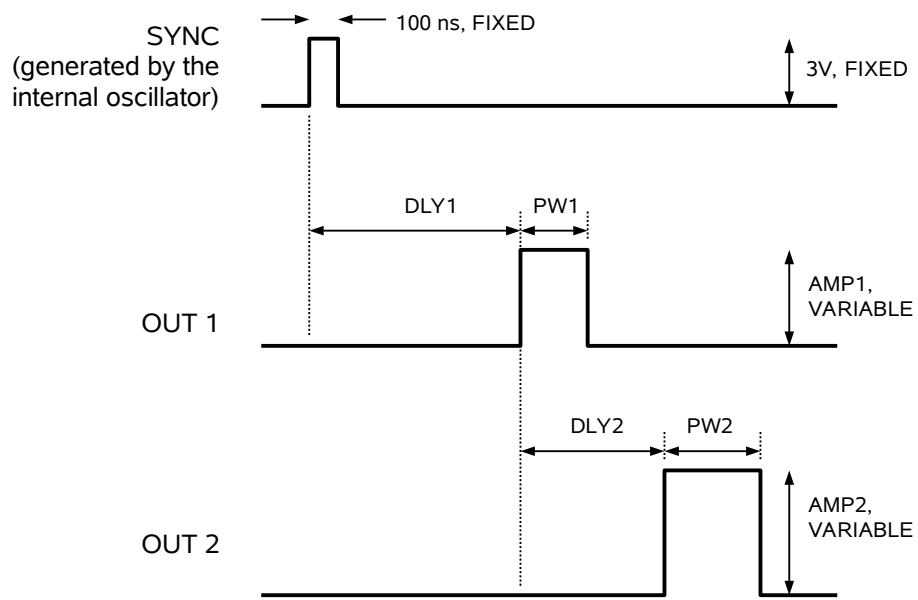 SYNC
(generated by the
internal oscillator)
100 ns, FIXED
3V, FIXED
DLY1
PW1
OUT 1
AMP1,
VARIABLE
DLY2
PW2
OUT 2
AMP2,
VARIABLE